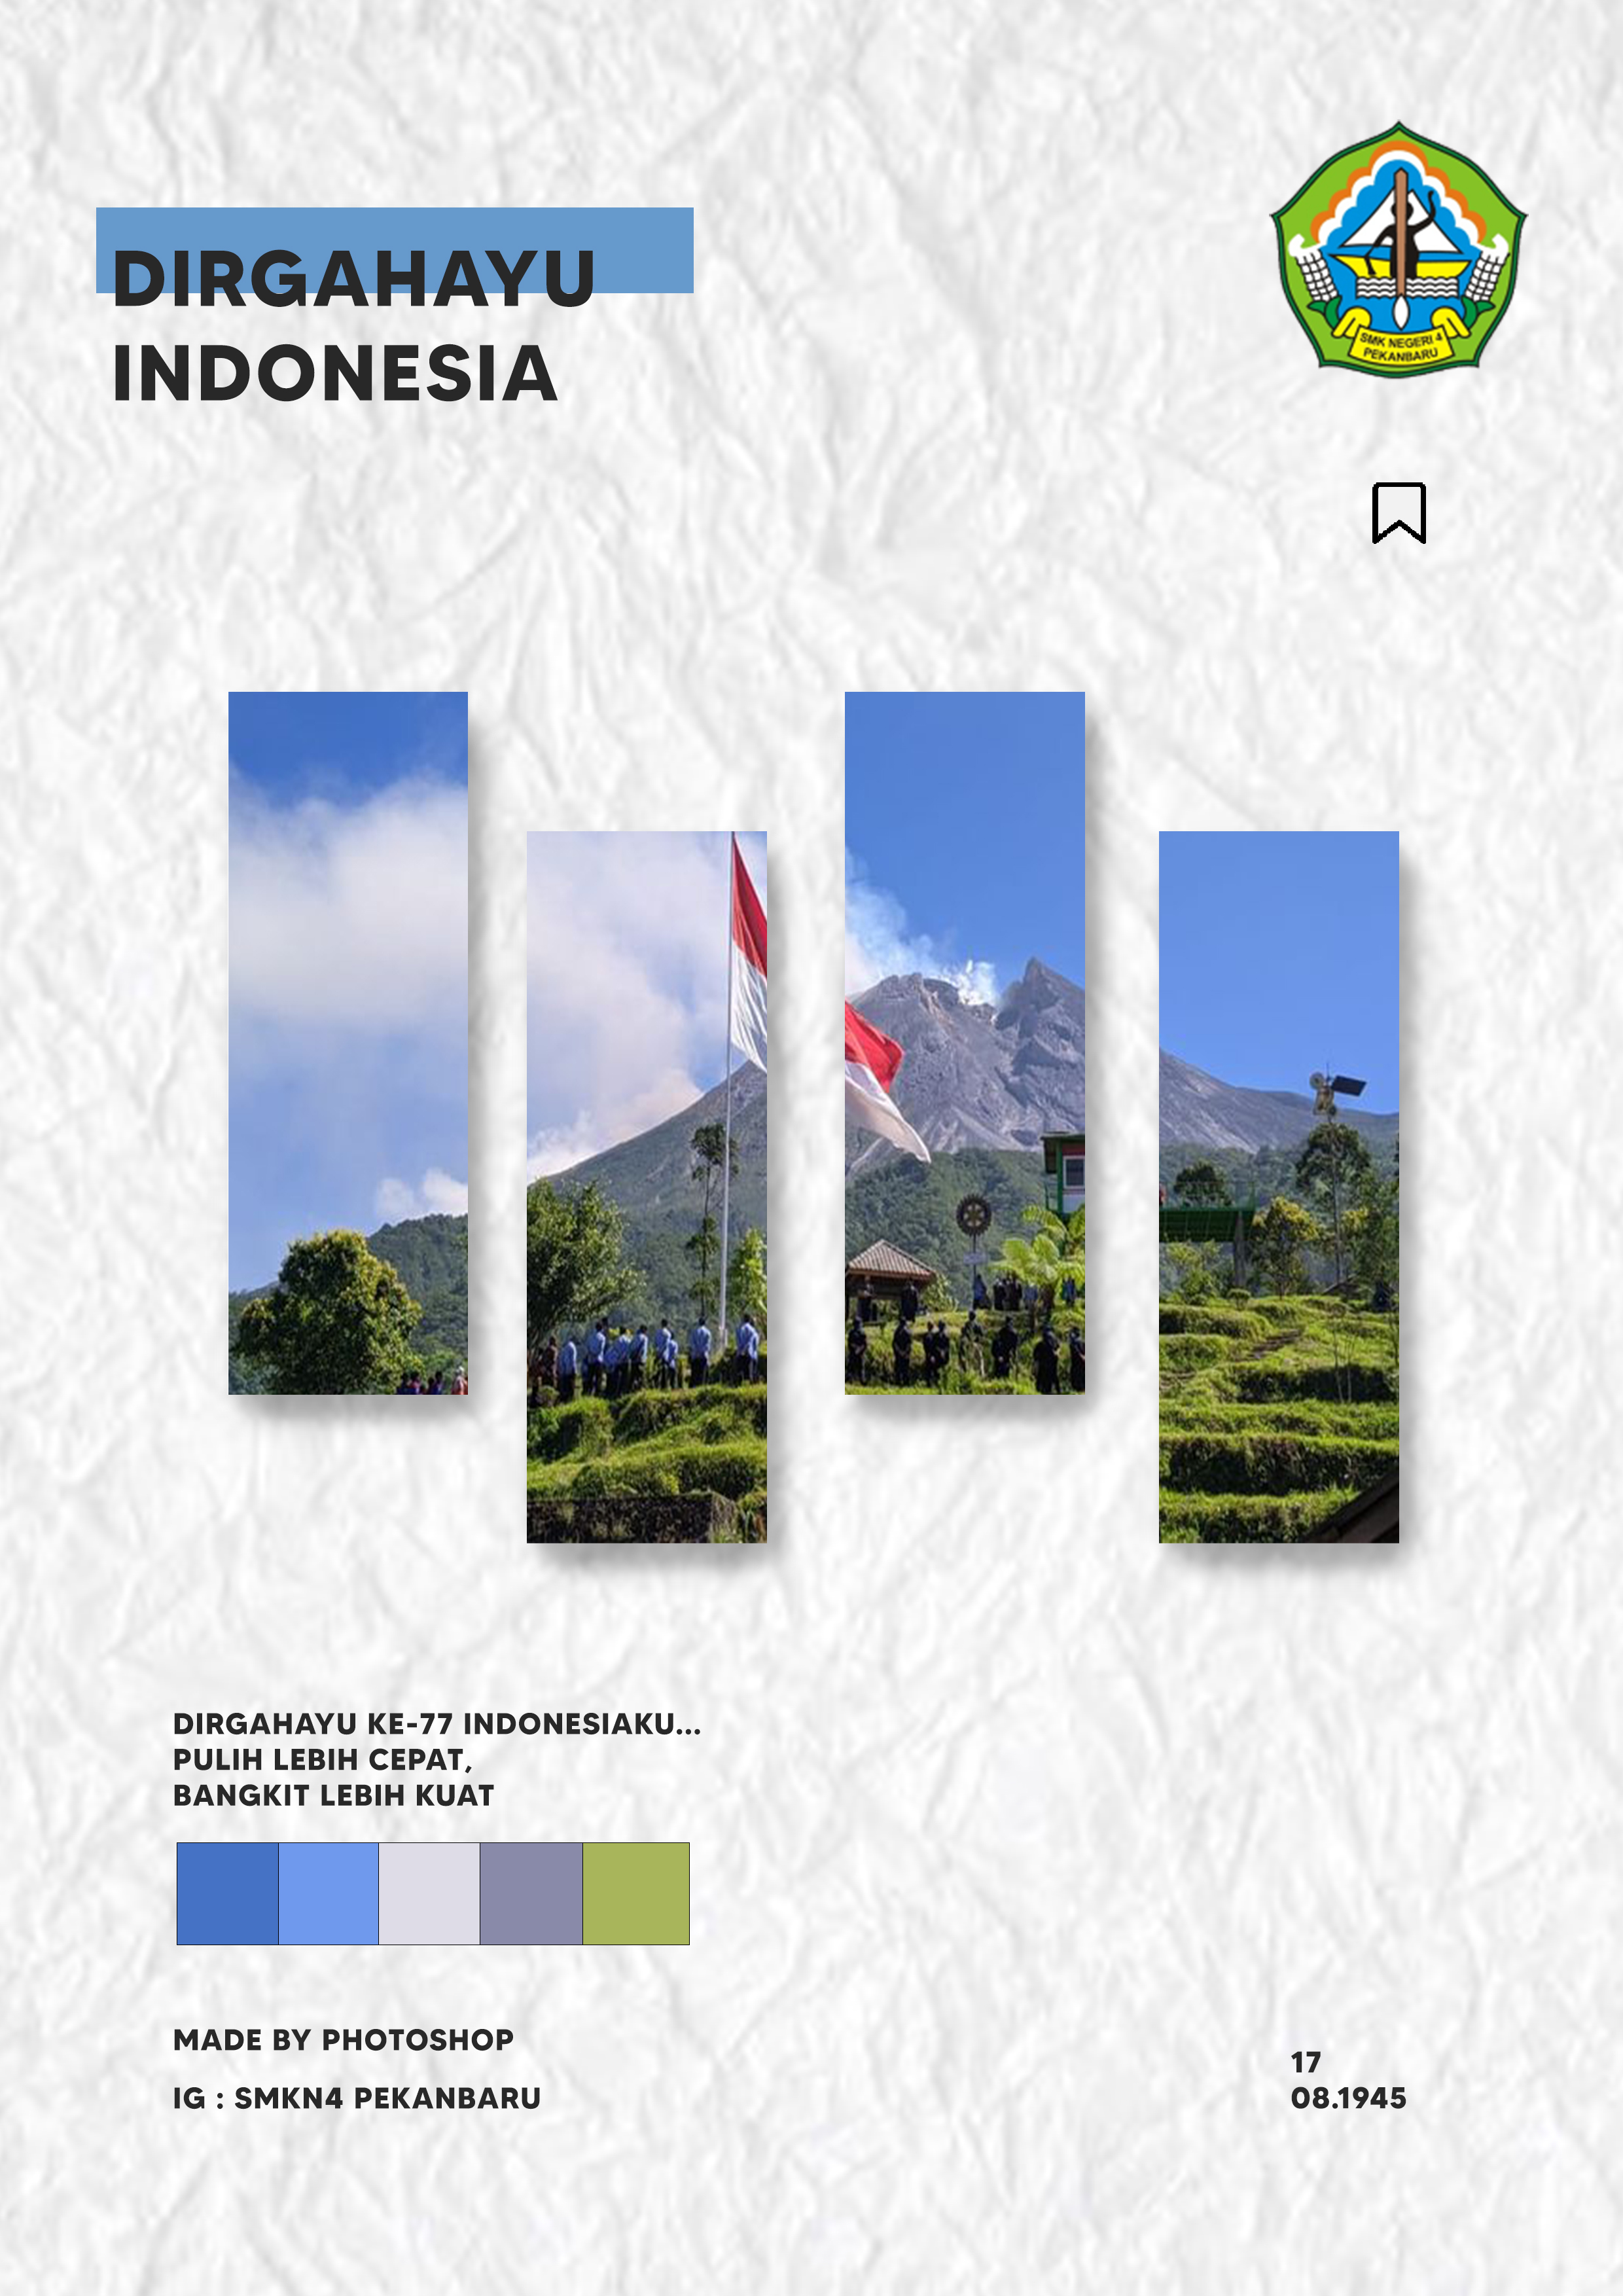 DIRGAHAYU
INDONESIA
SMK NEGERI 4
PEKANBARU
DIRGAHAYU KE-77 INDONESIAKU...
PULIH LEBIH CEPAT,
BANGKIT LEBIH KUAT
MADE BY PHOTOSHOP
IG : SMKN4 PEKANBARU
17
08.1945